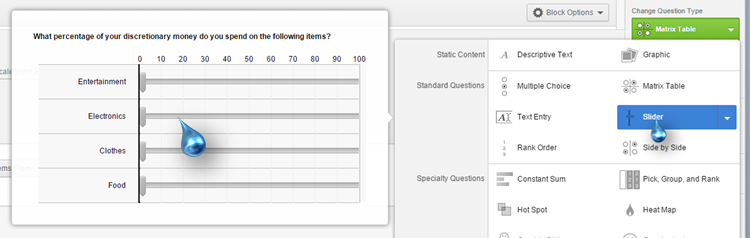 Block Options
Change Question Type
Matrix Table
What percentage of your discretionary money do you spend on the following items?
0 10 20 30 40 50 60 70 80 90 100
Entertainment
Electronics
Clothes
Food
Static Content
Descriptive Text
Graphic
Standard Questions
Multiple Choice
Matrix Table
Text Entry
Slider
Rank Order
Side by Side
Specialty Questions
Constant Sum
Pick, Group, and Rank
Hot Spot
Heat Map